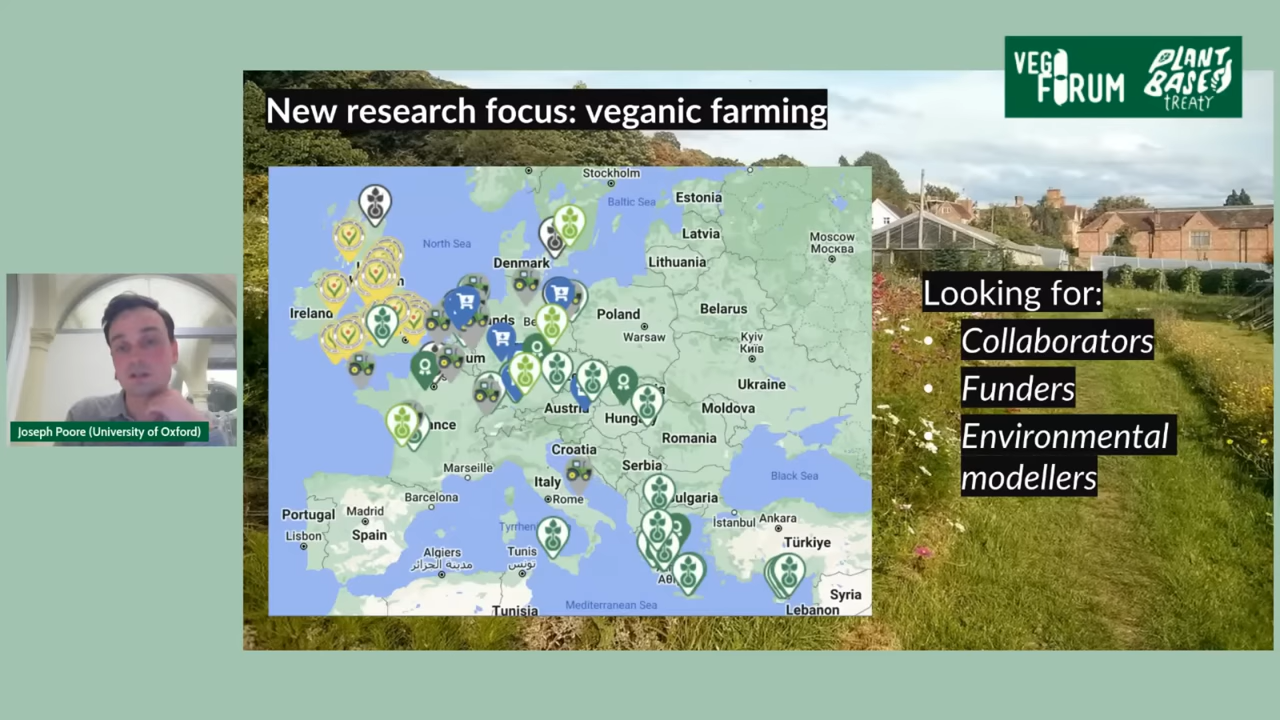 VEG
FORUM
PLANT
BASED
TREATY
New research focus: veganic farming
Stockholm
Baltic Sea
Estonia
Latvia
Moscow
Москва
North Sea
Denmark
Lithuania
Ireland
Belarus
Poland
Warsaw
Kyiv
Київ
Ukraine
Austria
Moldova
Romania
Croatia
Serbia
Marseille
Italy
Rome
Black Sea
Barcelona
Portugal
Madrid
Lisbon
Spain
İstanbul
Ankara
Türkiye
Algiers
مدينة الجزائر
Tunis
تونس
Syria
Tunisia
Mediterranean Sea
Lebanon
Looking for:
• Collaborators
• Funders
• Environmental
modellers
Joseph Poore (University of Oxford)